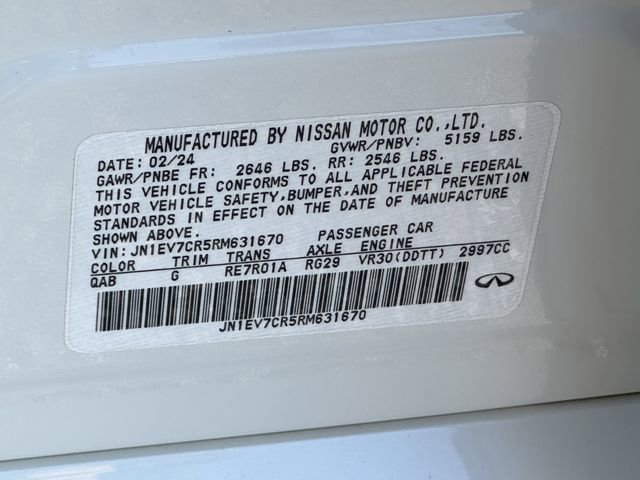 MANUFACTURED BY NISSAN MOTOR CO.,LTD.
DATE: 02/24 GVWR/PNBV: 5159 LBS.
GAWR/PNBE FR: 2646 LBS. RR: 2546 LBS.
THIS VEHICLE CONFORMS TO ALL APPLICABLE FEDERAL
MOTOR VEHICLE SAFETY,BUMPER,AND THEFT PREVENTION
STANDARDS IN EFFECT ON THE DATE OF MANUFACTURE
SHOWN ABOVE.
VIN: JN1EV7CR5RM631670 PASSENGER CAR
COLOR TRIM TRANS AXLE ENGINE
QAB G RE7R01A RG29 VR30(DDTT) 2997CC
JN1EV7CR5RM631670